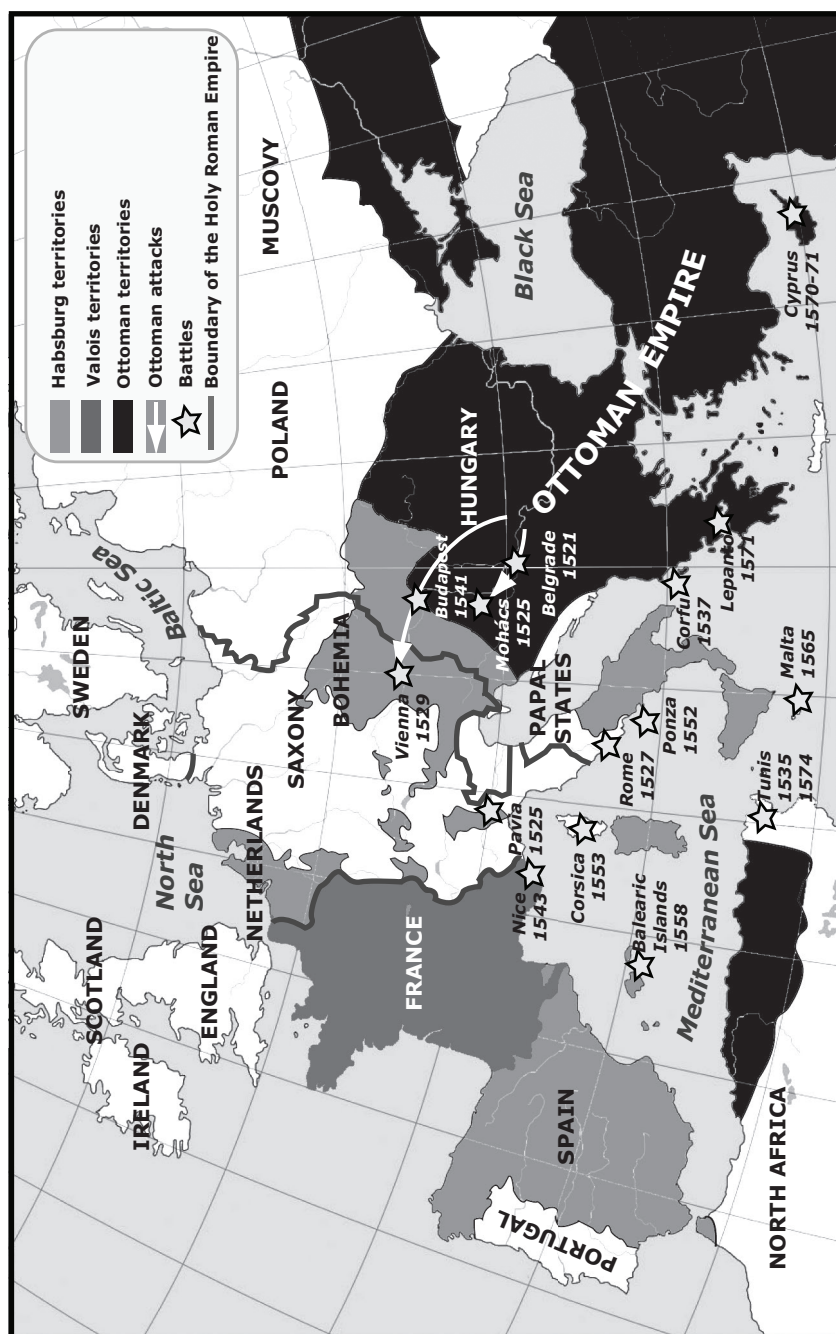 Habsburg territories
Valois territories
Ottoman territories
Ottoman attacks
Battles
Boundary of the Holy Roman Empire
SWEDEN
Baltic Sea
DENMARK
North
Sea
SCOTLAND
IRELAND
ENGLAND
NETHERLANDS
SAXONY
BOHEMIA
POLAND
MUSCOVY
FRANCE
Vienna
1529
Budapest
1541
HUNGARY
Mohács
1525
Belgrade
1521
OTTOMAN EMPIRE
Black Sea
PORTUGAL
SPAIN
Nice
1543
Pavia
1525
PAPAL
STATES
Corsica
1553
Rome
1527
Ponza
1552
Corfu
1537
Lepanto
1571
Cyprus
1570-71
Balearic
Islands
1558
Mediterranean Sea
Tunis
1535
1574
Malta
1565
NORTH AFRICA